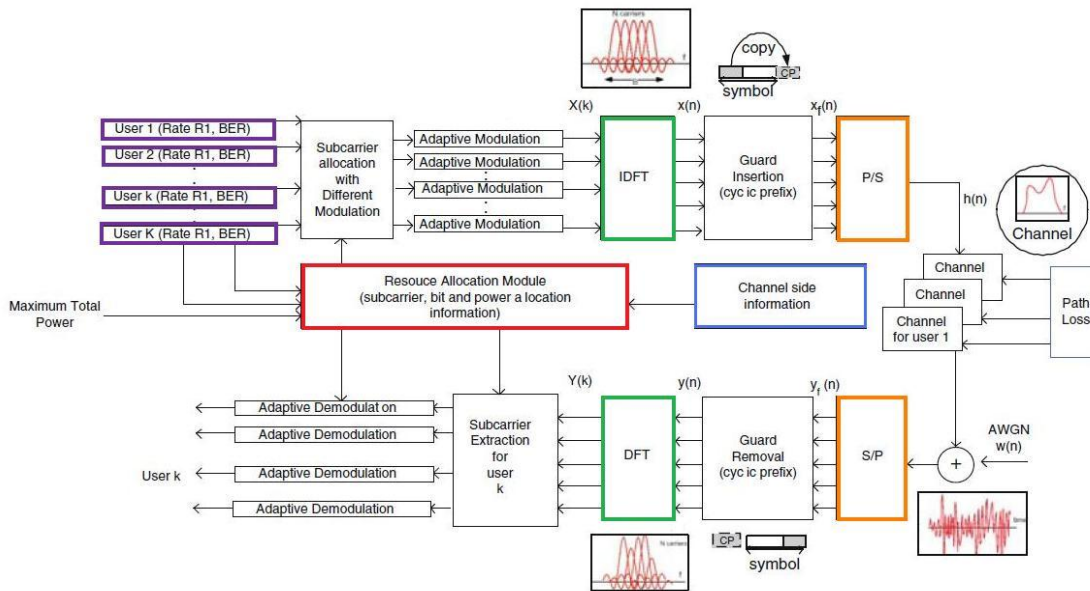 N carriers
f
copy
CP
symbol
X(k)
x(n)
x_f(n)
User 1 (Rate R1, BER)
User 2 (Rate R1, BER)
User k (Rate R1, BER)
User K (Rate R1, BER)
Subcarrier
allocation
with
Different
Modulation
Adaptive Modulation
Adaptive Modulation
Adaptive Modulation
Adaptive Modulation
IDFT
Guard
Insertion
(cyc ic prefix)
P/S
h(n)
f
Channel
Maximum Total
Power
Resouce Allocation Module
(subcarrier, bit and power a location
information)
Channel side
information
Channel
Channel
Channel
for user 1
Path
Loss
Y(k)
y(n)
y_f (n)
User k
Adaptive Demodulat on
Adaptive Demodulation
Adaptive Demodulation
Adaptive Demodulation
Subcarrier
Extraction
for
user
k
DFT
Guard
Removal
(cyc ic prefix)
S/P
+
AWGN
w(n)
time
N carriers
f
CP
symbol